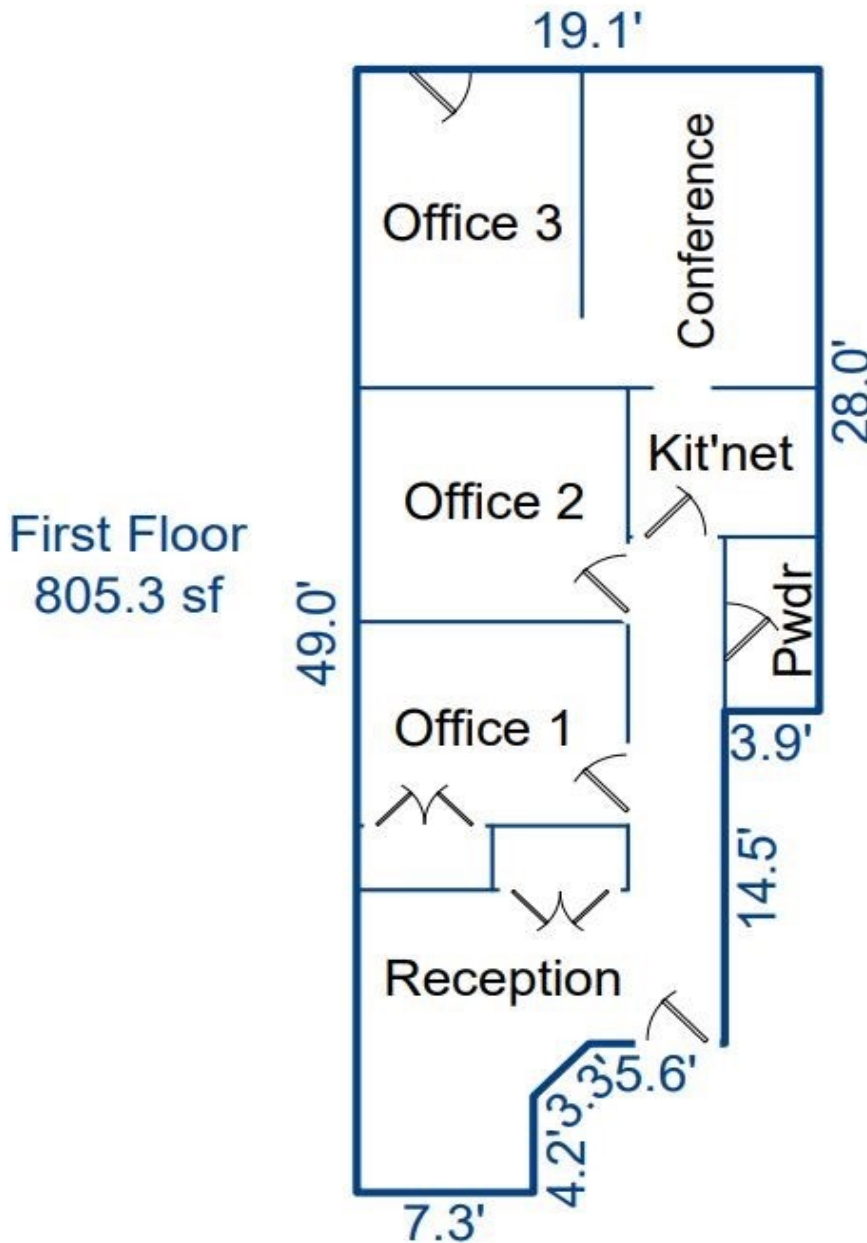 19.1'
Office 3
Conference
28.0'
Office 2
Kit'net
First Floor
805.3 sf
49.0'
Pwdr
Office 1
3.9'
14.5'
Reception
3.3'
5.6'
4.2'
7.3'